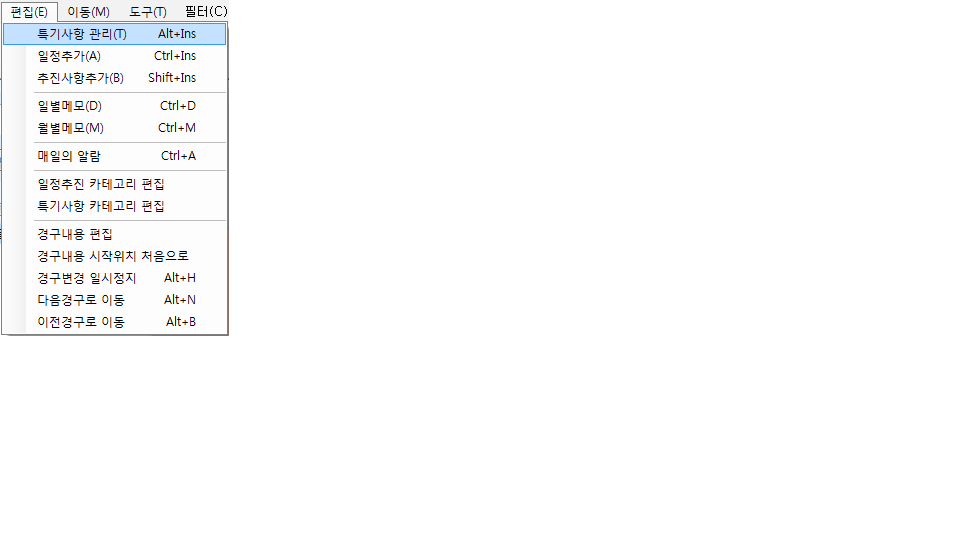 편집(E) 이동(M) 도구(T) 필터(C)
특기사항 관리(T) Alt+Ins
일정추가(A) Ctrl+Ins
추진사항추가(B) Shift+Ins
일별메모(D) Ctrl+D
월별메모(M) Ctrl+M
매일의 알람 Ctrl+A
일정추진 카테고리 편집
특기사항 카테고리 편집
경구내용 편집
경구내용 시작위치 처음으로
경구변경 일시정지 Alt+H
다음경구로 이동 Alt+N
이전경구로 이동 Alt+B